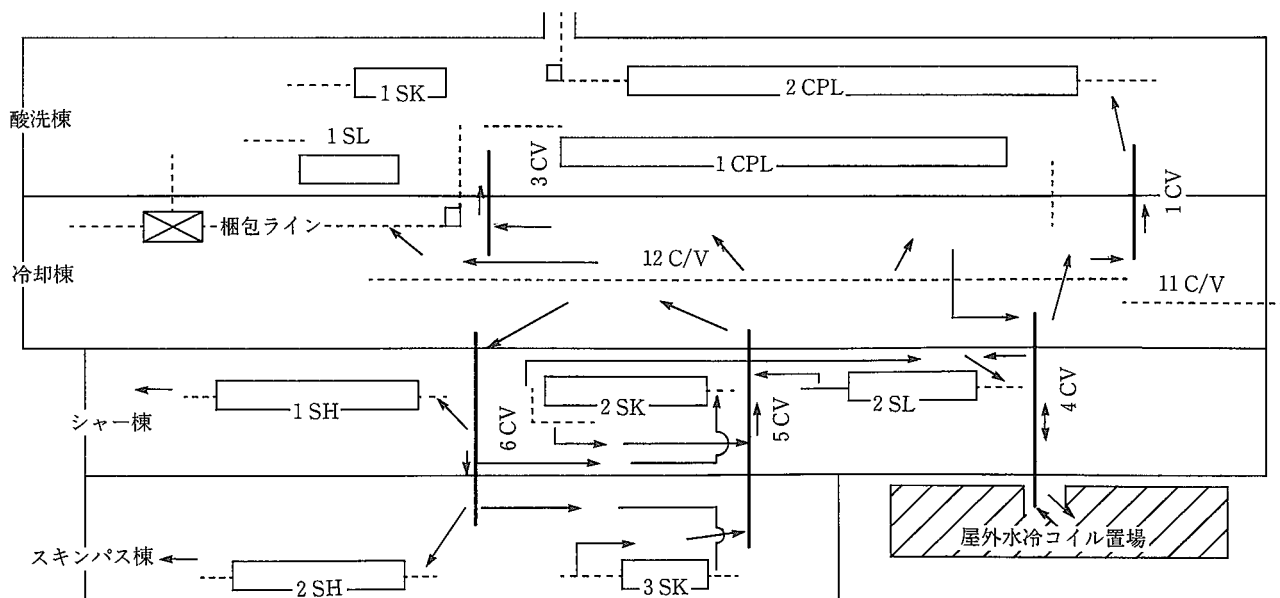 1 SK
2 CPL
酸洗棟
1 SL
3 CV
1 CPL
1 CV
梱包ライン
冷却棟
12 C/V
11 C/V
1 SH
2 SK
2 SL
シャー棟
6 CV
5 CV
4 CV
屋外水冷コイル置場
スキンパス棟
2 SH
3 SK